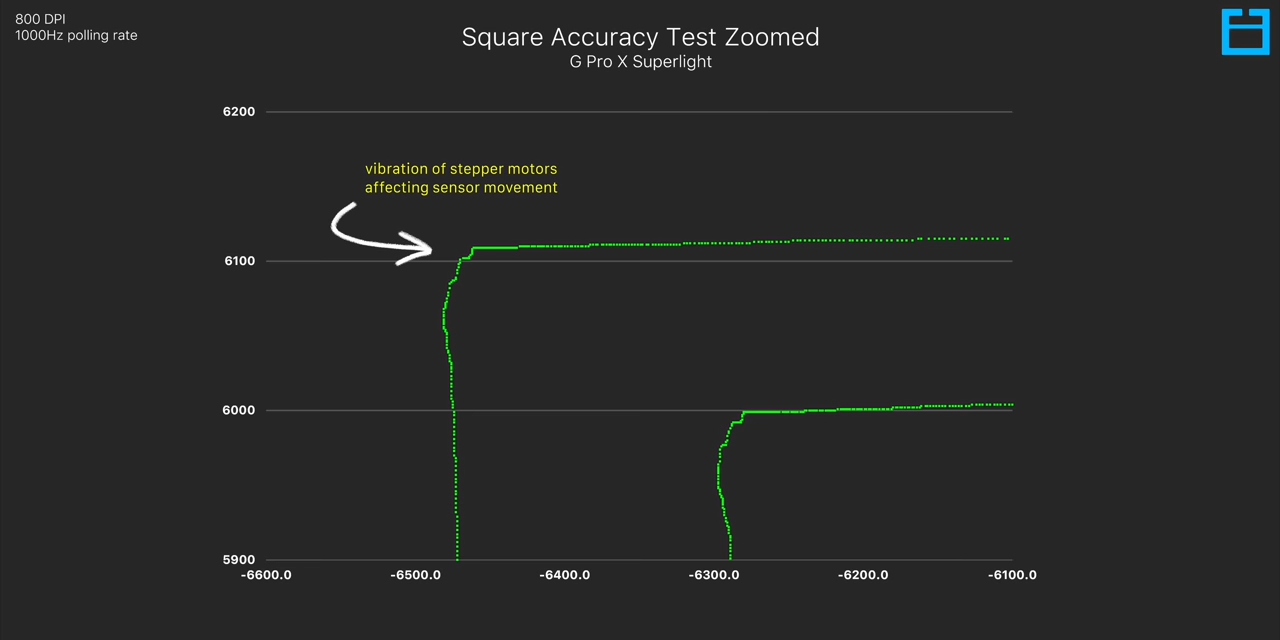 800 DPI
1000Hz polling rate
Square Accuracy Test Zoomed
G Pro X Superlight
6200
vibration of stepper motors
affecting sensor movement
6100
6000
5900
-6600.0 -6500.0 -6400.0 -6300.0 -6200.0 -6100.0